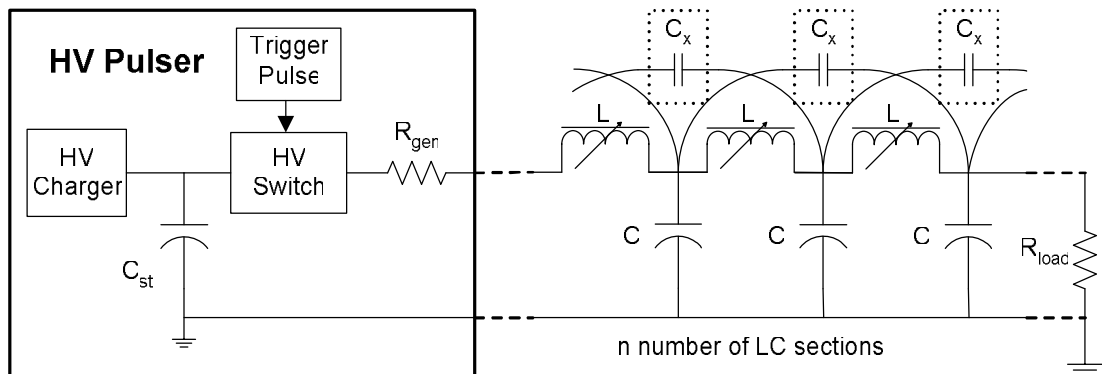 HV Pulser
Trigger
Pulse
HV
Charger
HV
Switch
R_gen
C_st
C_x
C_x
C_x
L
L
L
C
C
C
R_load
n number of LC sections